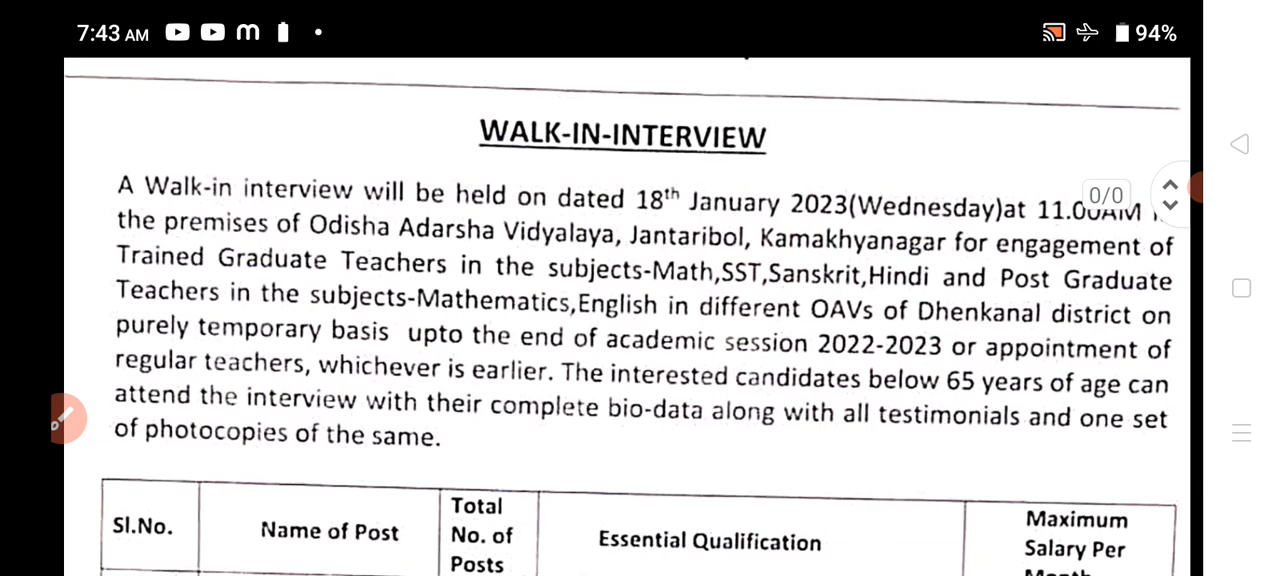 7:43 AM
94%
WALK-IN-INTERVIEW
A Walk-in interview will be held on dated 18th January 2023(Wednesday)at 11.00AM
0/0
the premises of Odisha Adarsha Vidyalaya, Jantaribol, Kamakhyanagar for engagement of
Trained Graduate Teachers in the subjects-Math,SST,Sanskrit,Hindi and Post Graduate
Teachers in the subjects-Mathematics,English in different OAVs of Dhenkanal district on
purely temporary basis upto the end of academic session 2022-2023 or appointment of
regular teachers, whichever is earlier. The interested candidates below 65 years of age can
attend the interview with their complete bio-data along with all testimonials and one set
of photocopies of the same.
Sl.No.
Name of Post
Total
No. of
Posts
Essential Qualification
Maximum
Salary Per
Month